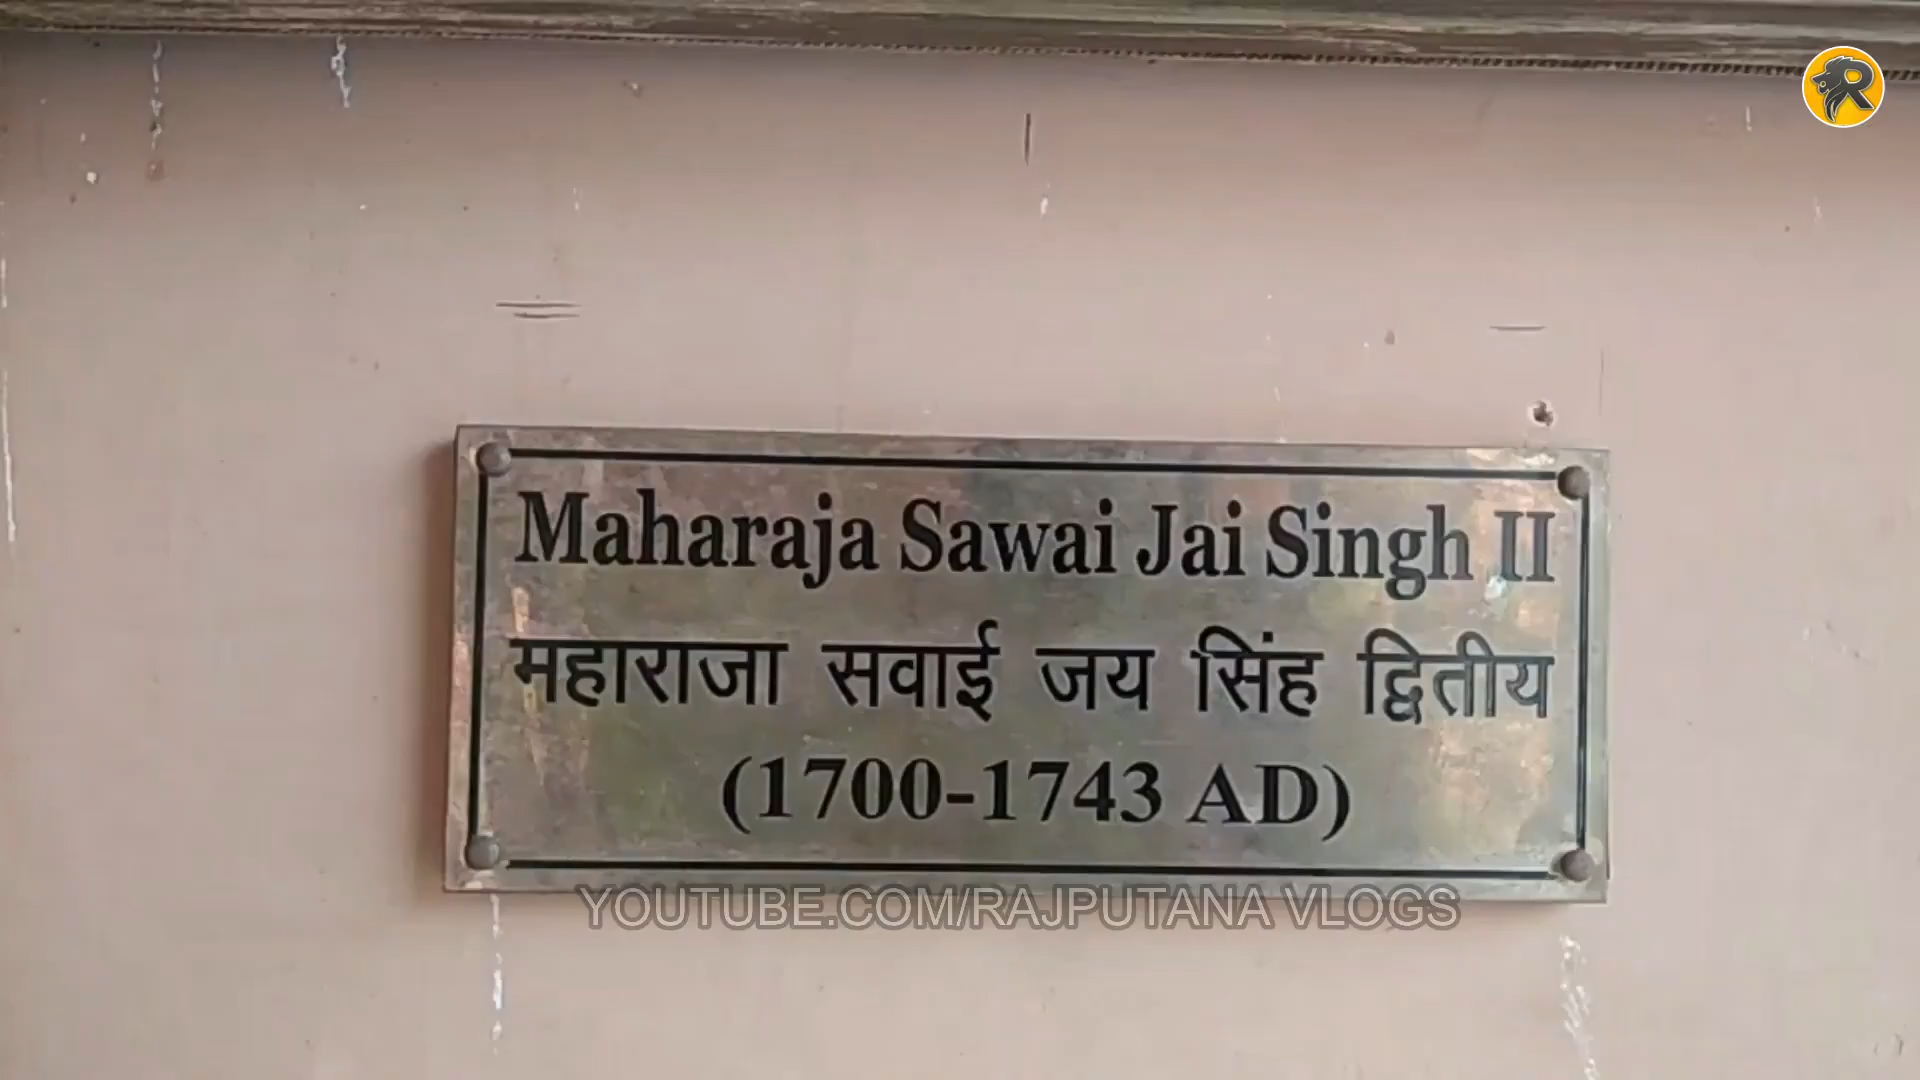 Maharaja Sawai Jai Singh II
महाराजा सवाई जय सिंह द्वितीय
(1700-1743 AD)
YOUTUBE.COM/RAJPUTANA VLOGS